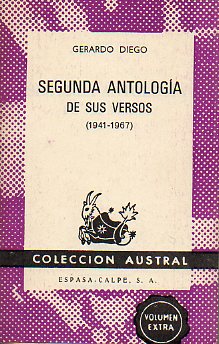 GERARDO DIEGO
SEGUNDA ANTOLOGÍA
DE SUS VERSOS
(1941-1967)
COLECCION AUSTRAL
ESPASA-CALPE, S. A.
VOLUMEN
EXTRA